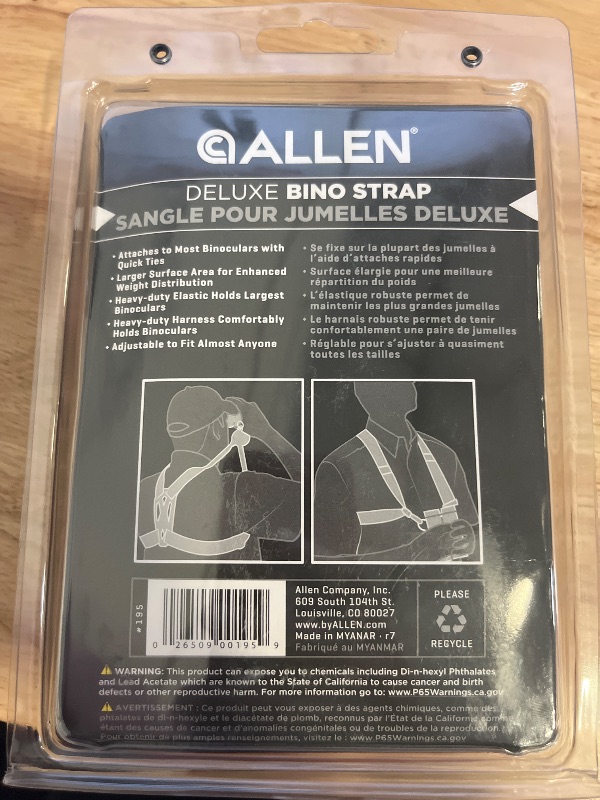 ALLEN®
DELUXE BINO STRAP
SANGLE POUR JUMELLES DELUXE
• Attaches to Most Binoculars with
Quick Ties
• Larger Surface Area for Enhanced
Weight Distribution
• Heavy-duty Elastic Holds Largest
Binoculars
• Heavy-duty Harness Comfortably
Holds Binoculars
• Adjustable to Fit Almost Anyone
• Se fixe sur la plupart des jumelles à
l'aide d'attaches rapides
• Surface élargie pour une meilleure
répartition du poids
• L'élastique robuste permet de
maintenir les plus grandes jumelles
• Le harnais robuste permet de tenir
confortablement une paire de jumelles
• Réglable pour s'ajuster à quasiment
toutes les tailles
#195
0 26509 00195 9
Allen Company, Inc.
609 South 104th St.
Louisville, CO 80027
www.byALLEN.com
Made in MYANAR · r7
Fabriqué au MYANMAR
PLEASE
RECYCLE
WARNING: This product can expose you to chemicals including Di-n-hexyl Phthalates
and Lead Acetate which are known to the State of California to cause cancer and birth
defects or other reproductive harm. For more information go to: www.P65Warnings.ca.gov
AVERTISSEMENT : Ce produit peut vous exposer à des agents chimiques, comme des
phtalates de di-n-hexyle et le diacétate de plomb, reconnus par l'État de la Californie comme
étant des causes de cancer et d'anomalies congénitales ou de troubles de la reproduction.
Pour obtenir de plus amples renseignements, visitez le : www.P65Warnings.ca.gov